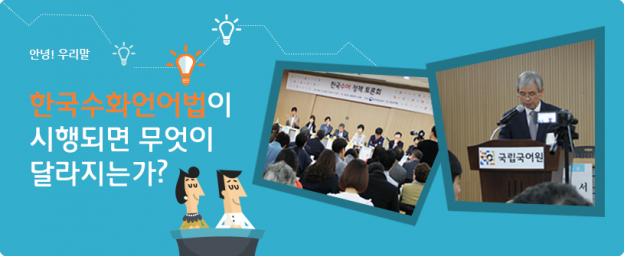 안녕! 우리말
한국수화언어법이
시행되면 무엇이
달라지는가?
한국수어 정책 토론회
국립국어원
서